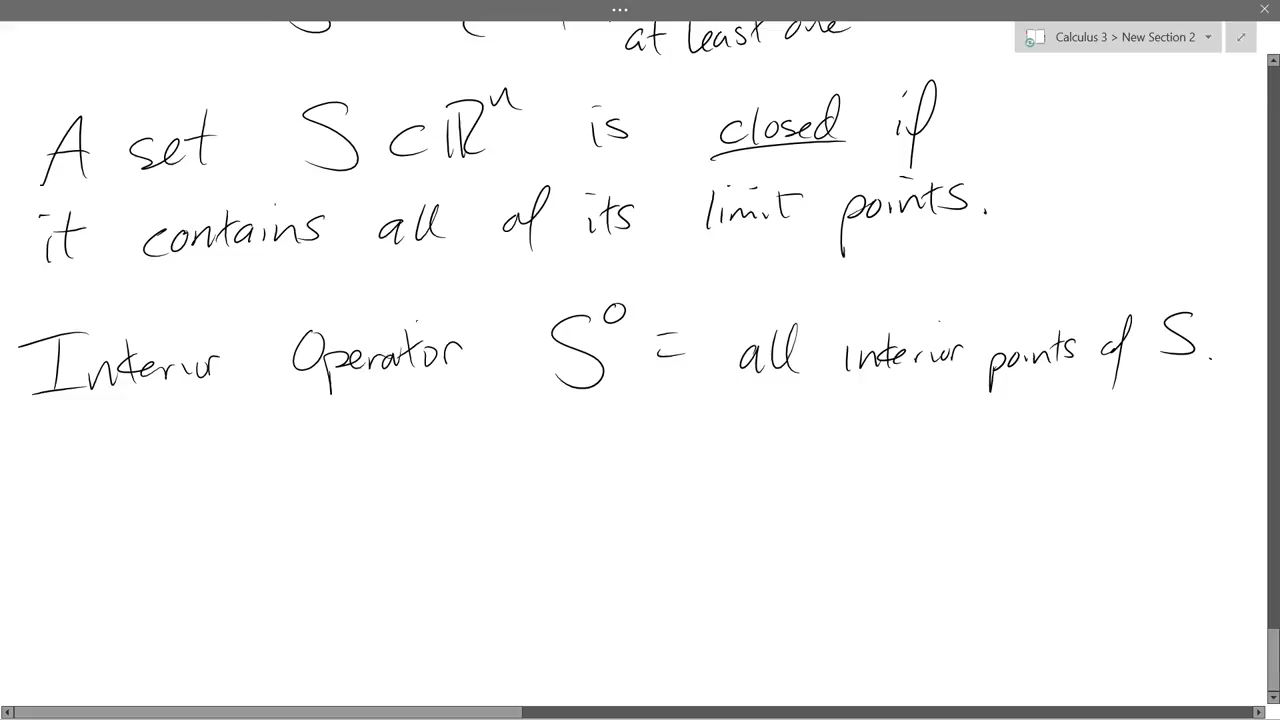 at least one
Calculus 3 > New Section 2
A set S ⊂ ℝⁿ is closed if
it contains all of its limit points.
Interior Operator S⁰ = all interior points of S.